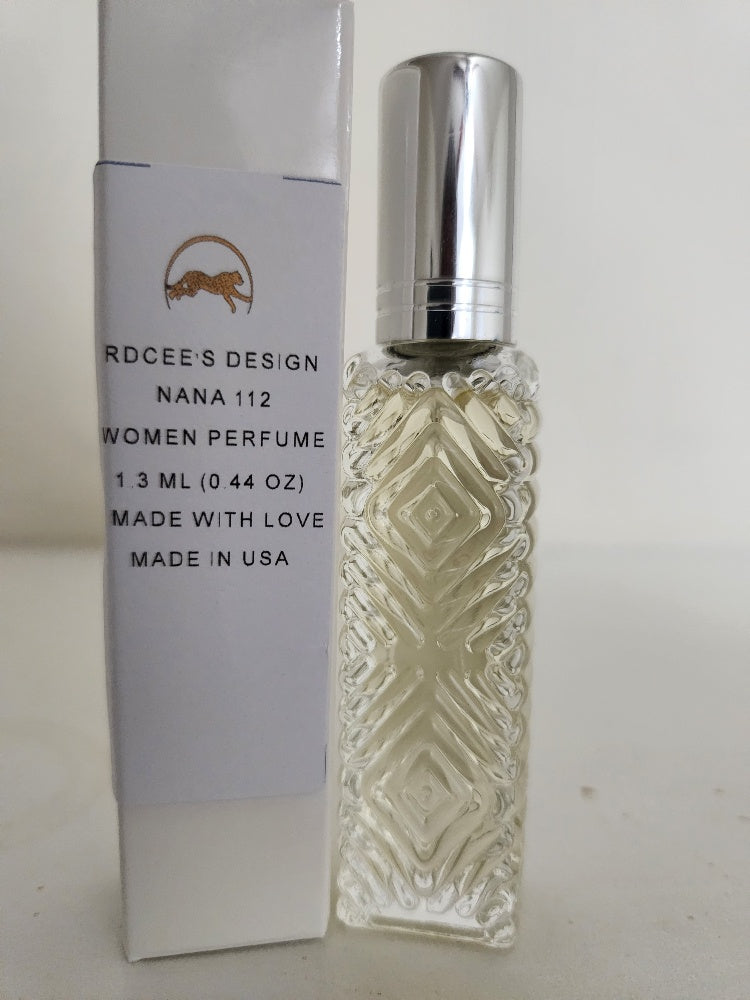 RDCEE'S DESIGN
NANA 112
WOMEN PERFUME
1.3 ML (0.44 OZ)
MADE WITH LOVE
MADE IN USA